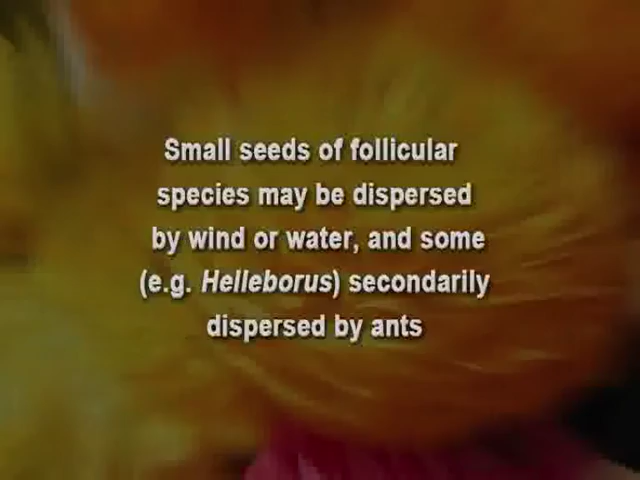 Small seeds of follicular
species may be dispersed
by wind or water, and some
(e.g. Helleborus) secondarily
dispersed by ants